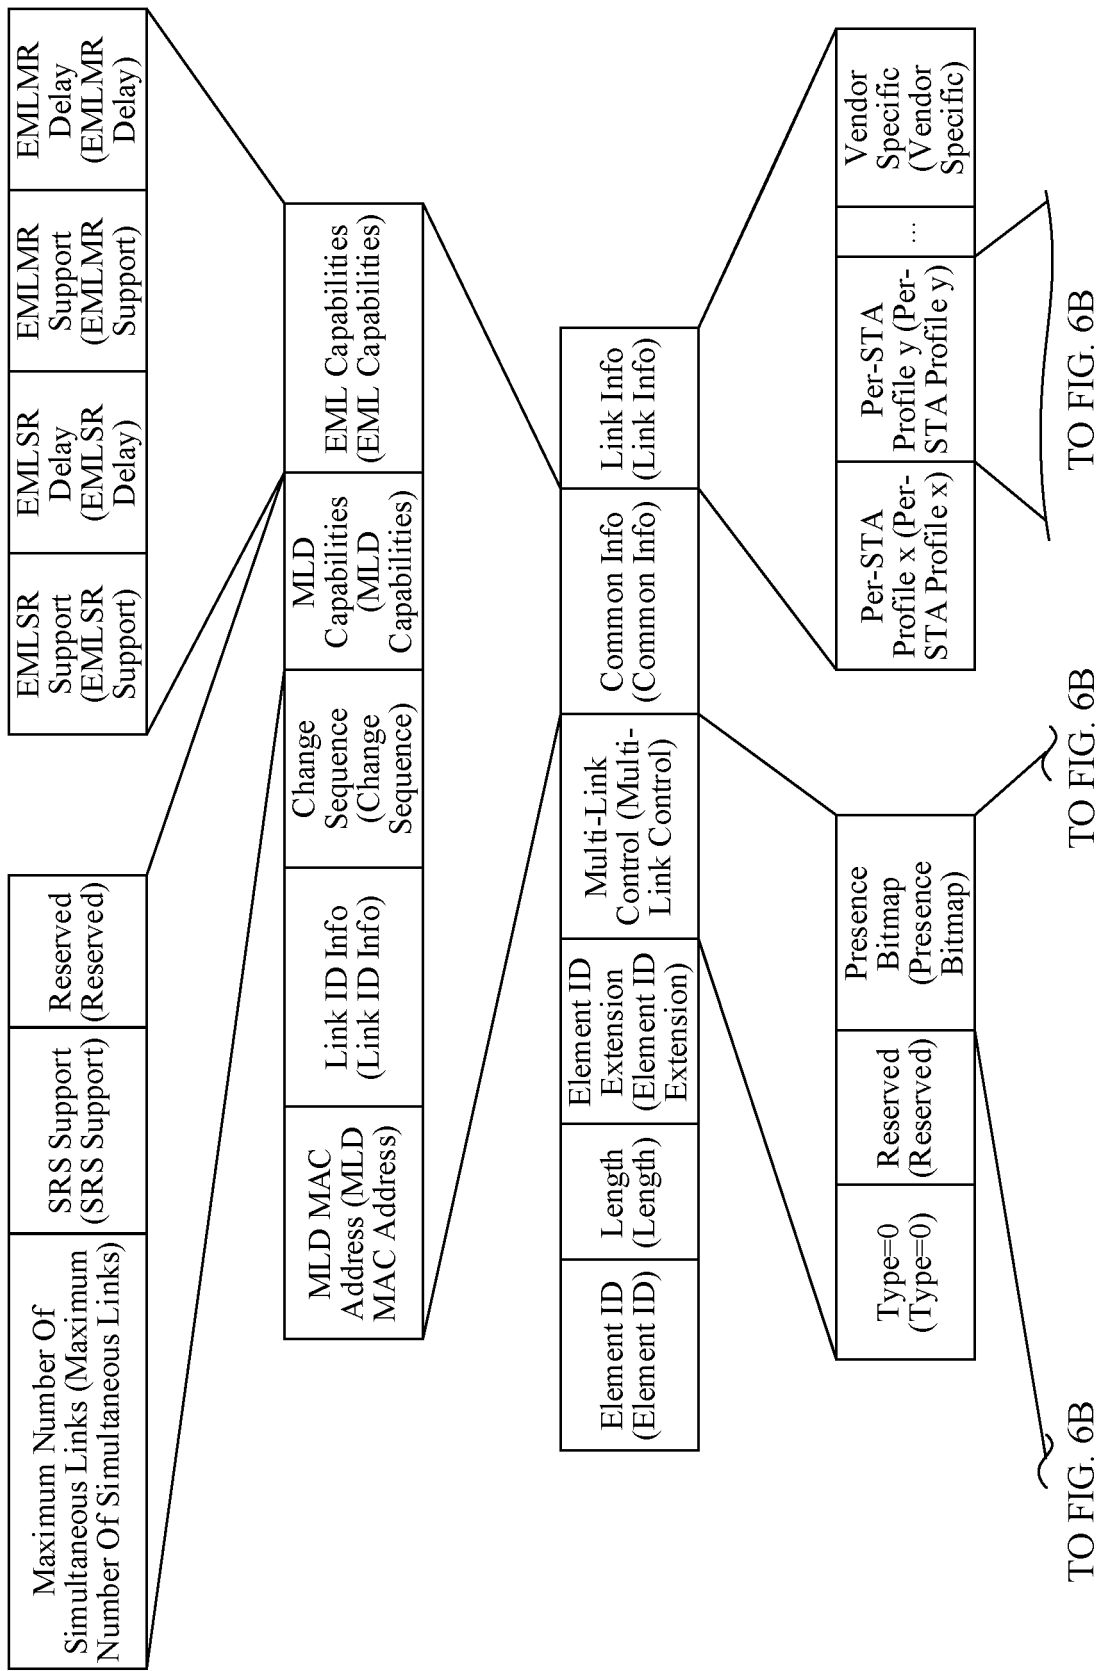 Maximum Number Of
Simultaneous Links (Maximum
Number Of Simultaneous Links)
SRS Support
(SRS Support)
Reserved
(Reserved)
EMLSR
Support
(EMLSR
Support)
EMLSR
Delay
(EMLSR
Delay)
EMLMR
Support
(EMLMR
Support)
EMLMR
Delay
(EMLMR
Delay)
MLD MAC
Address (MLD
MAC Address)
Link ID Info
(Link ID Info)
Change
Sequence
(Change
Sequence)
MLD
Capabilities
(MLD
Capabilities)
EML Capabilities
(EML Capabilities)
Element ID
(Element ID)
Length
(Length)
Element ID
Extension
(Element ID
Extension)
Multi-Link
Control (Multi-
Link Control)
Common Info
(Common Info)
Link Info
(Link Info)
Type=0
(Type=0)
Reserved
(Reserved)
Presence
Bitmap
(Presence
Bitmap)
Per-STA
Profile x (Per-
STA Profile x)
Per-STA
Profile y (Per-
STA Profile y)
...
Vendor
Specific
(Vendor
Specific)
TO FIG. 6B
TO FIG. 6B
TO FIG. 6B